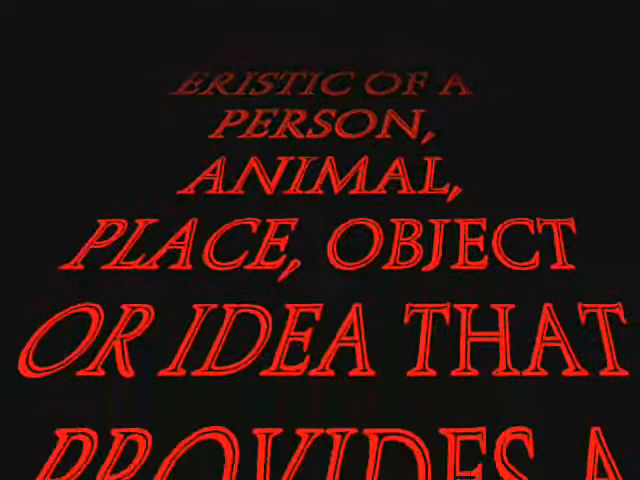 ERISTIC OF A
PERSON,
ANIMAL,
PLACE, OBJECT
OR IDEA THAT
PROVIDES A